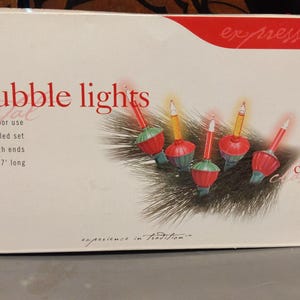 express
ubble lights
or use
led set
h ends
7' long
experience in tradition